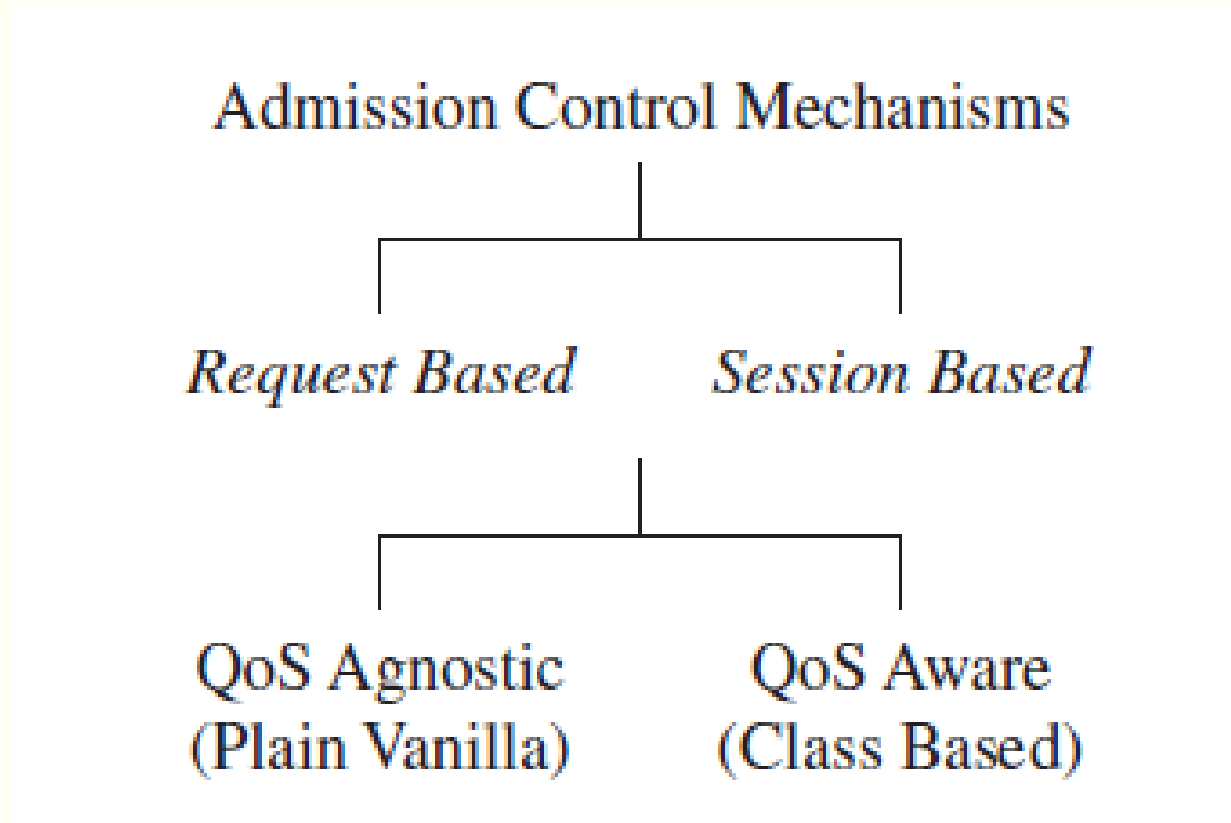 Admission Control Mechanisms
Request Based Session Based
QoS Agnostic QoS Aware
(Plain Vanilla) (Class Based)